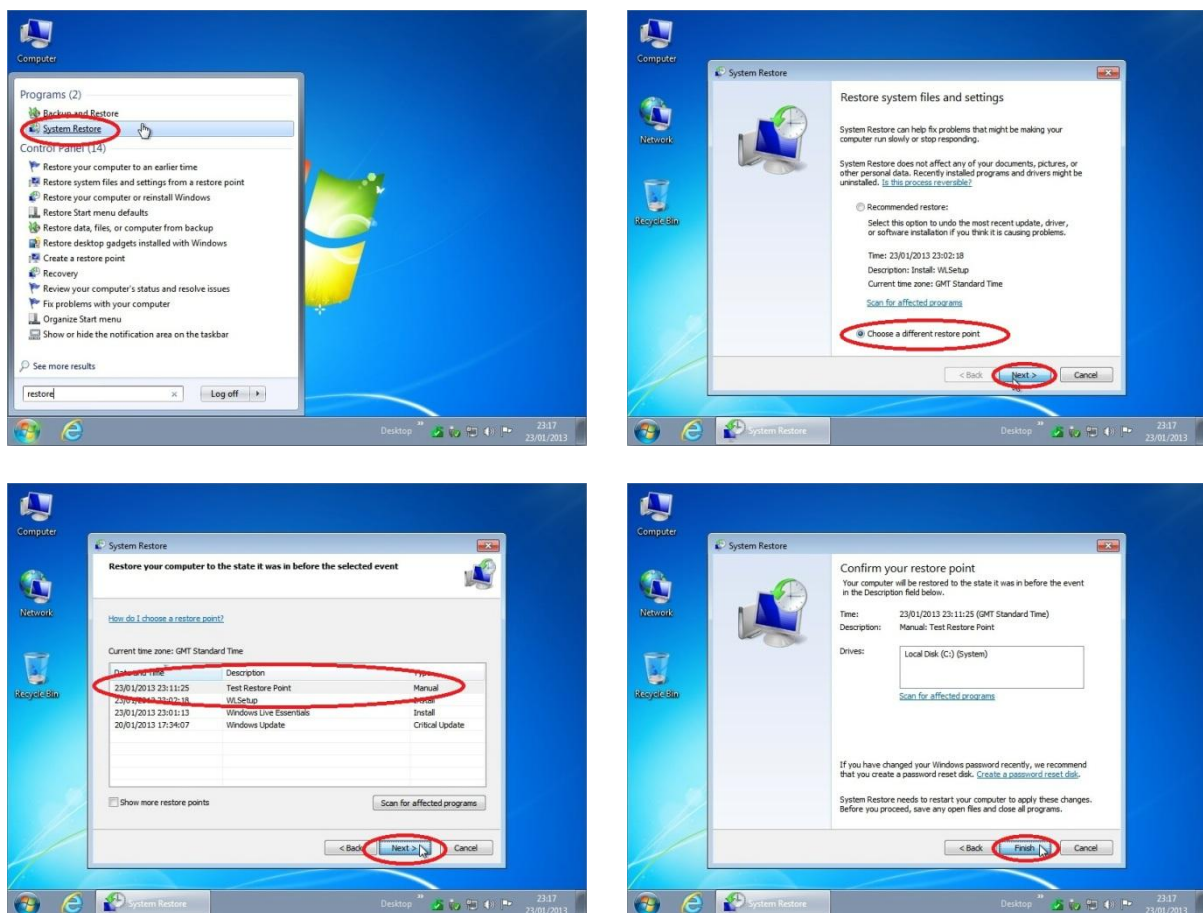 Computer
Programs (2)
Backup and Restore
System Restore
Control Panel (14)
Restore your computer to an earlier time
Restore system files and settings from a restore point
Restore your computer or reinstall Windows
Restore Start menu defaults
Restore data, files, or computer from backup
Restore desktop gadgets installed with Windows
Create a restore point
Recovery
Review your computer's status and resolve issues
Fix problems with your computer
Organize Start menu
Show or hide the notification area on the taskbar
See more results
restore
Log off
Desktop
23:17
23/01/2013
Computer
Network
Recycle Bin
System Restore
Restore system files and settings
System Restore can help fix problems that might be making your
computer run slowly or stop responding.
System Restore does not affect any of your documents, pictures, or
other personal data. Recently installed programs and drivers might be
uninstalled. Is this process reversible?
Recommended restore:
Select this option to undo the most recent update, driver,
or software installation if you think it is causing problems.
Time: 23/01/2013 23:02:18
Description: Install: WLSetup
Current time zone: GMT Standard Time
Scan for affected programs
Choose a different restore point
< Back Next > Cancel
System Restore
Desktop
23:17
23/01/2013
Computer
Network
Recycle Bin
System Restore
Restore your computer to the state it was in before the selected event
How do I choose a restore point?
Current time zone: GMT Standard Time
Date and Time Description Type
23/01/2013 23:11:25 Test Restore Point Manual
23/01/2013 23:02:18 WLSetup Install
23/01/2013 23:01:13 Windows Live Essentials Install
20/01/2013 17:34:07 Windows Update Critical Update
Show more restore points
Scan for affected programs
< Back Next > Cancel
System Restore
Desktop
23:17
23/01/2013
Computer
Network
Recycle Bin
System Restore
Confirm your restore point
Your computer will be restored to the state it was in before the event
in the Description field below.
Time: 23/01/2013 23:11:25 (GMT Standard Time)
Description: Manual: Test Restore Point
Drives: Local Disk (C:) (System)
Scan for affected programs
If you have changed your Windows password recently, we recommend
that you create a password reset disk. Create a password reset disk.
System Restore needs to restart your computer to apply these changes.
Before you proceed, save any open files and close all programs.
< Back Finish Cancel
System Restore
Desktop
23:17
23/01/2013